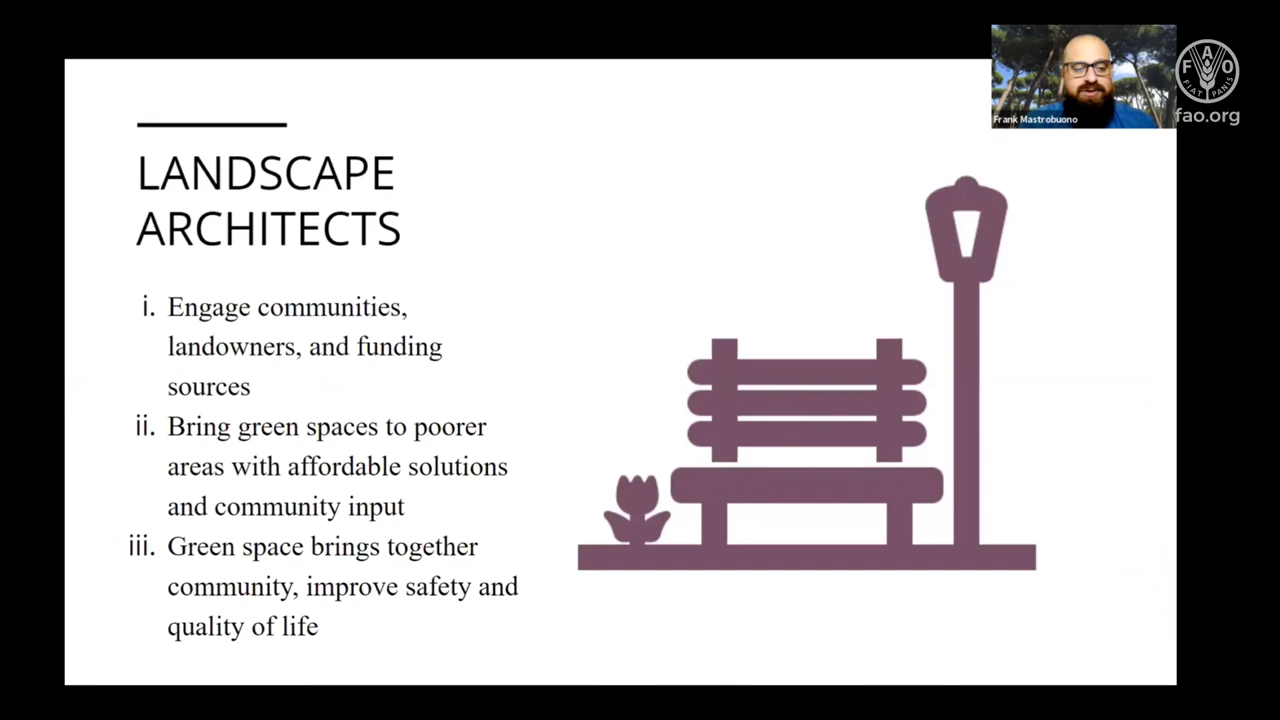 LANDSCAPE
ARCHITECTS
i. Engage communities,
landowners, and funding
sources
ii. Bring green spaces to poorer
areas with affordable solutions
and community input
iii. Green space brings together
community, improve safety and
quality of life
Frank Mastrobuono
F A O
FIAT PANIS
fao.org